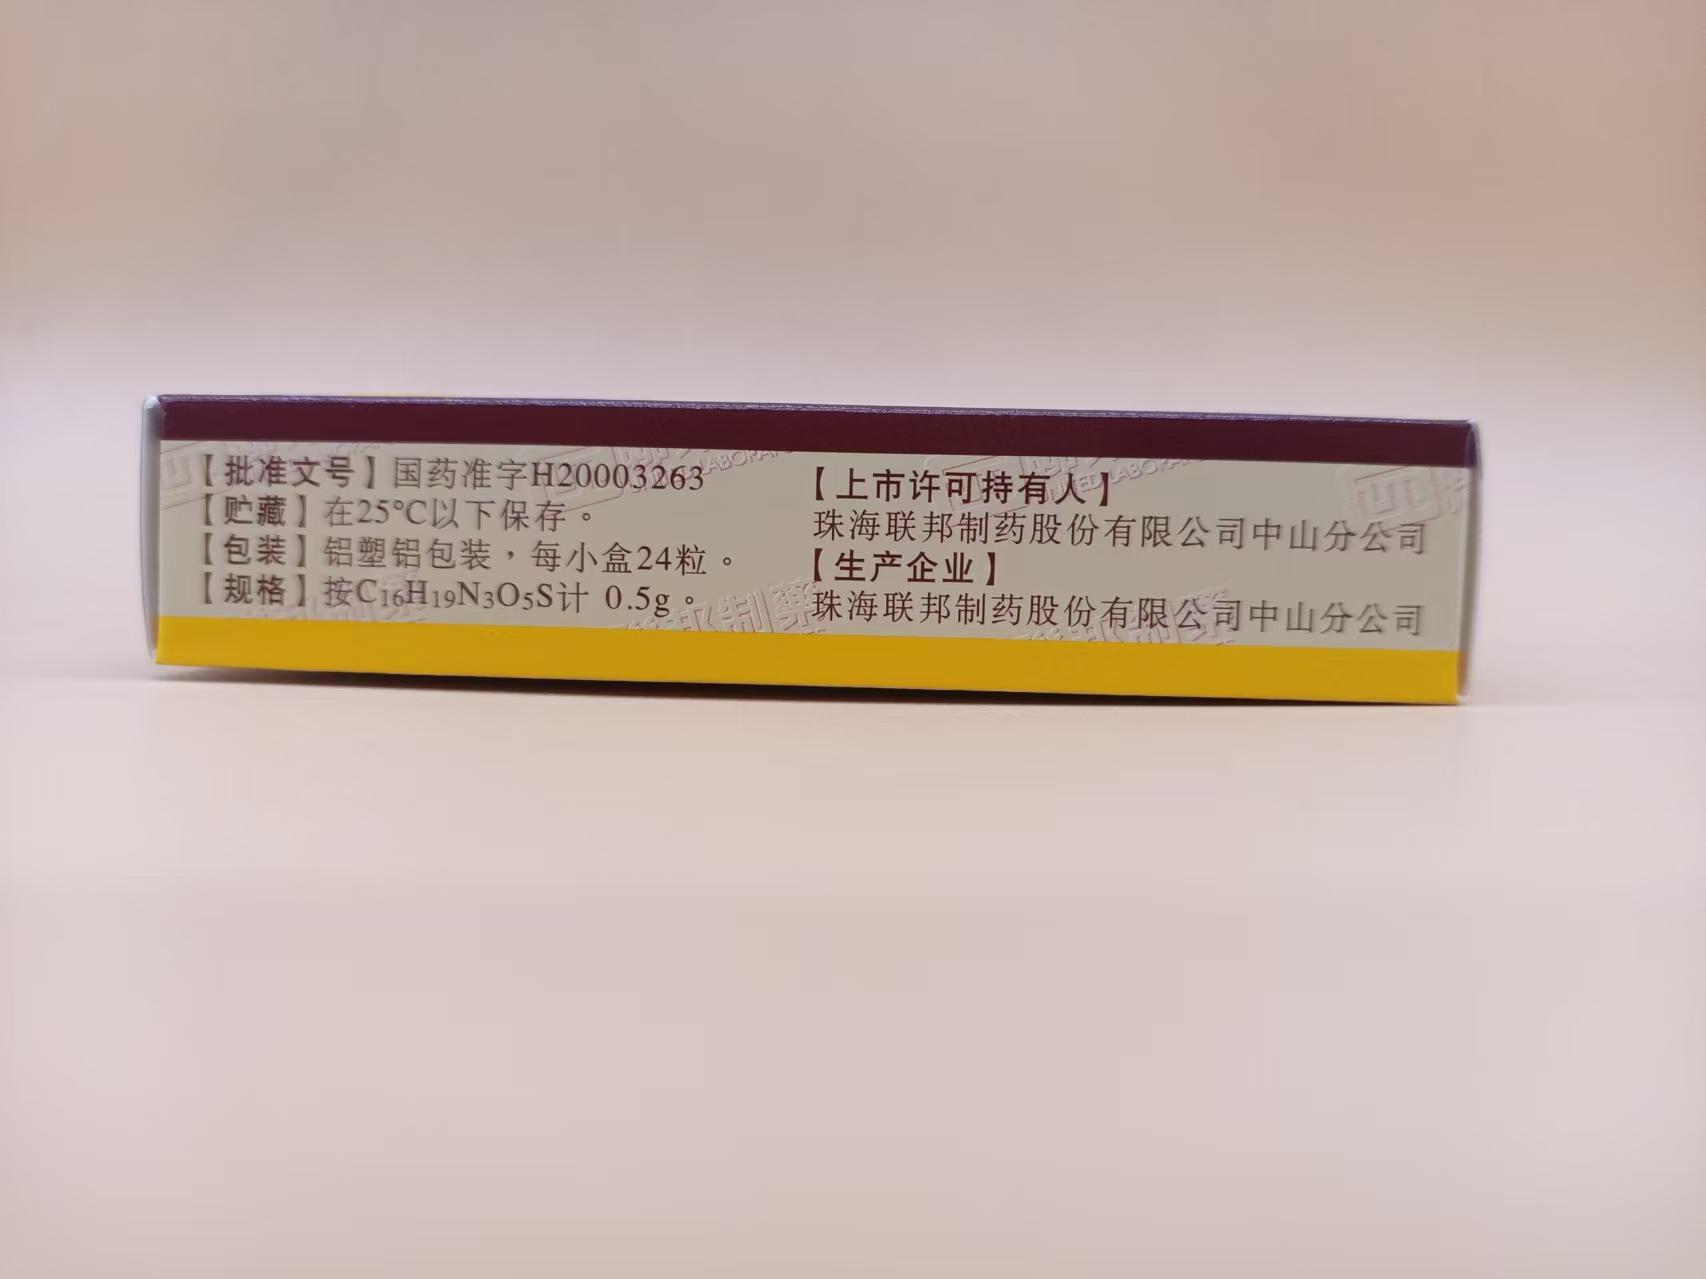 【批准文号】国药准字H20003263
【贮藏】在25°C以下保存。
【包装】铝塑铝包装，每小盒24粒。
【规格】按C₁₆H₁₉N₃O₅S计 0.5g。
【上市许可持有人】
珠海联邦制药股份有限公司中山分公司
【生产企业】
珠海联邦制药股份有限公司中山分公司